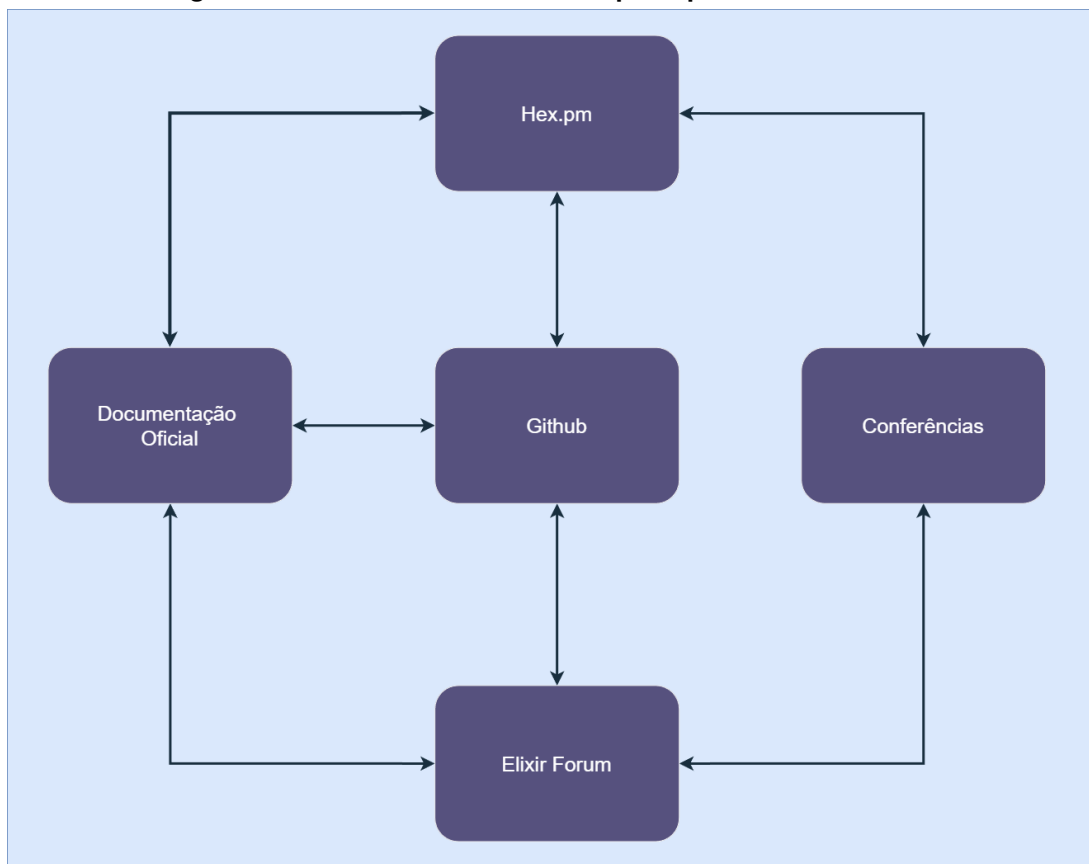 Hex.pm
Documentação
Oficial
Github
Conferências
Elixir Forum